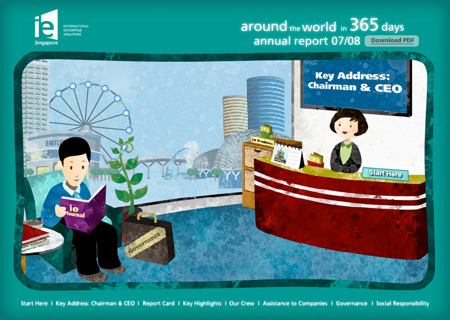 ie
Singapore
INTERNATIONAL
ENTERPRISE
SINGAPORE
around the world in 365 days
annual report 07/08
Download PDF
Key Address:
Chairman & CEO
RAFFLES
Start Here
ie
Journal
Governance
Start Here | Key Address: Chairman & CEO | Report Card | Key Highlights | Our Crew | Assistance to Companies | Governance | Social Responsibility